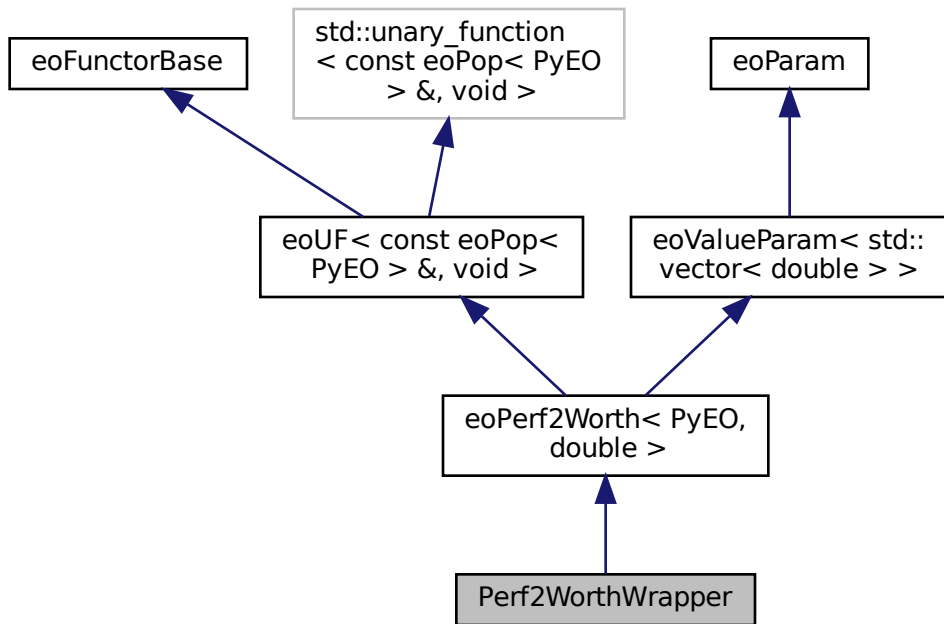 eoFunctorBase
std::unary_function
< const eoPop< PyEO
> &, void >
eoParam
eoUF< const eoPop<
PyEO > &, void >
eoValueParam< std::
vector< double > >
eoPerf2Worth< PyEO,
double >
Perf2WorthWrapper